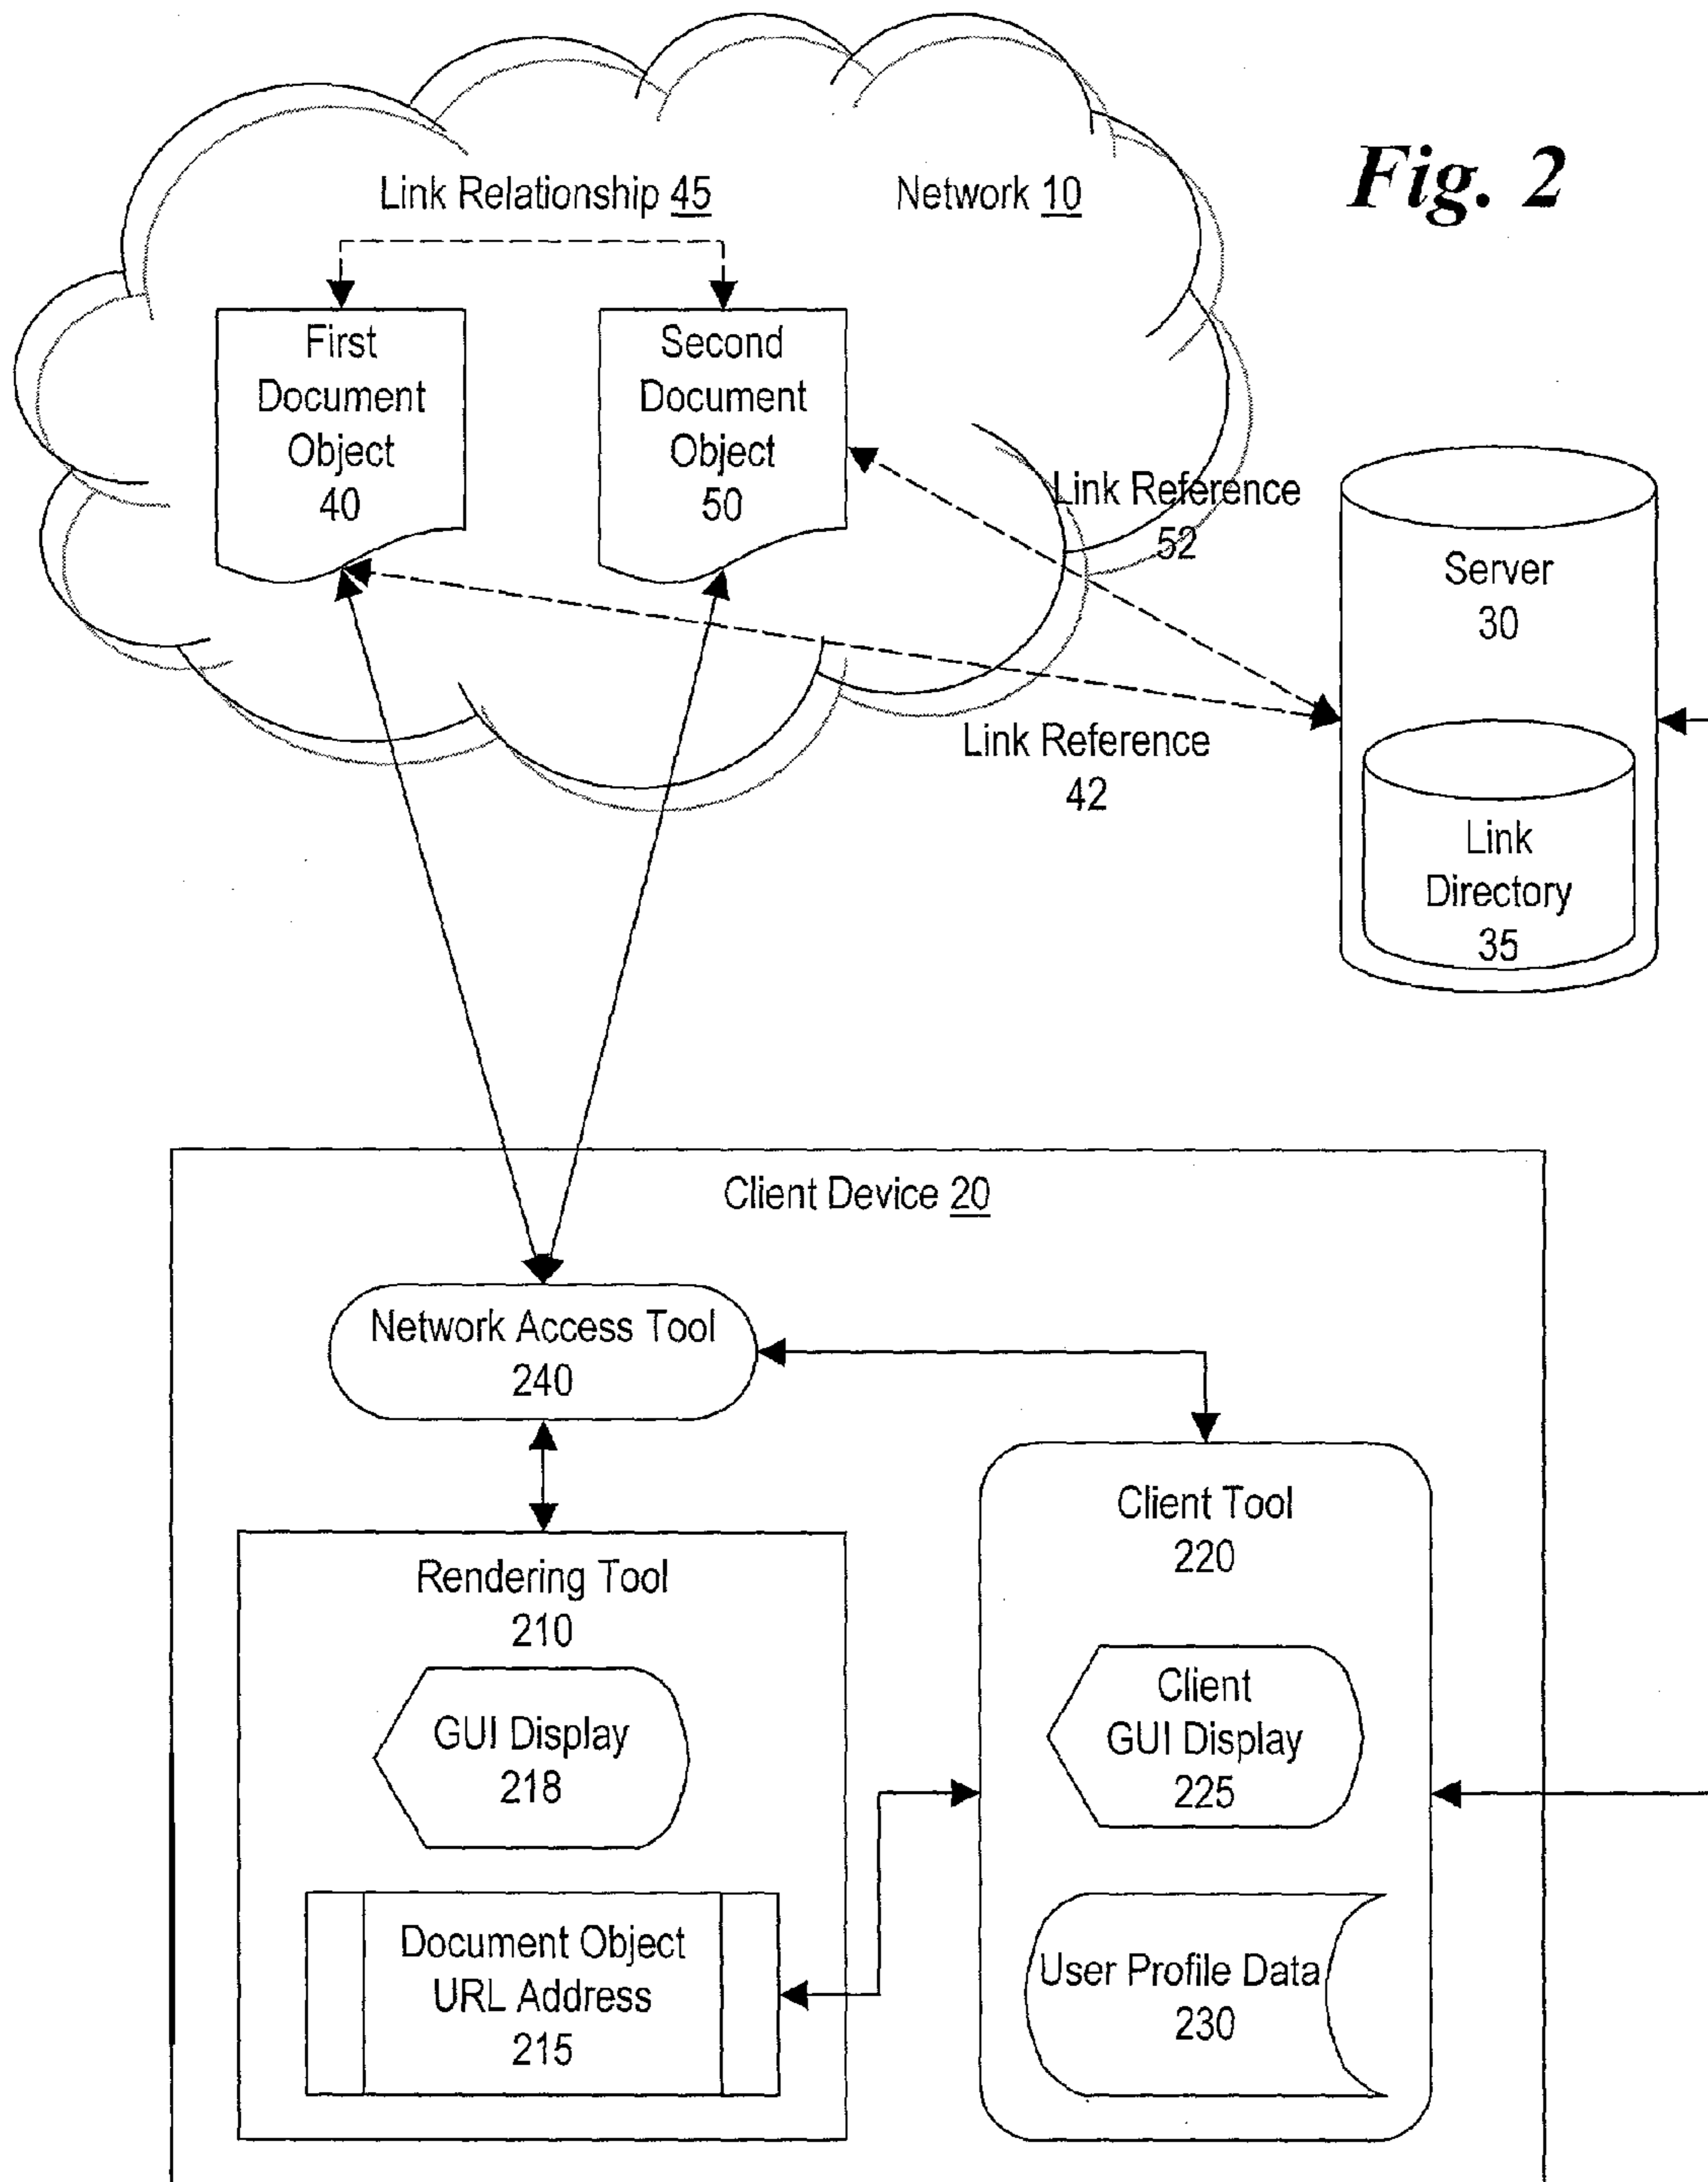 Fig. 2
Link Relationship 45
Network 10
First
Document
Object
40
Second
Document
Object
50
Link Reference
52
Server
30
Link Reference
42
Link
Directory
35
Client Device 20
Network Access Tool
240
Client Tool
220
Rendering Tool
210
GUI Display
218
Client
GUI Display
225
Document Object
URL Address
215
User Profile Data
230